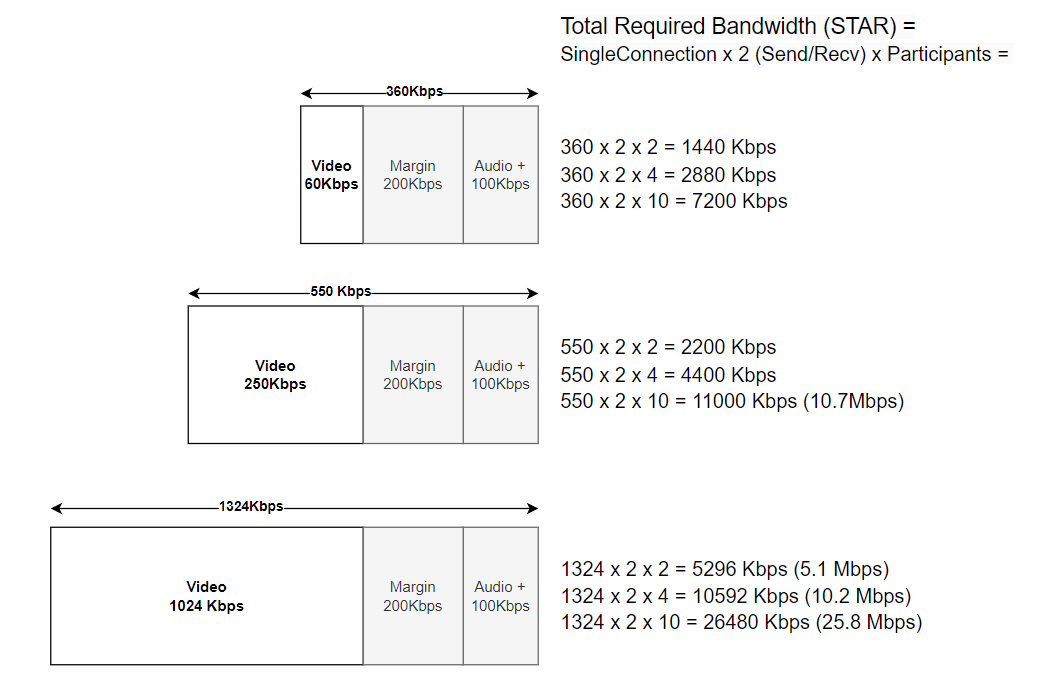 Total Required Bandwidth (STAR) =
SingleConnection x 2 (Send/Recv) x Participants =
360Kbps
Video
60Kbps
Margin
200Kbps
Audio +
100Kbps
360 x 2 x 2 = 1440 Kbps
360 x 2 x 4 = 2880 Kbps
360 x 2 x 10 = 7200 Kbps
550 Kbps
Video
250Kbps
Margin
200Kbps
Audio +
100Kbps
550 x 2 x 2 = 2200 Kbps
550 x 2 x 4 = 4400 Kbps
550 x 2 x 10 = 11000 Kbps (10.7Mbps)
1324Kbps
Video
1024 Kbps
Margin
200Kbps
Audio +
100Kbps
1324 x 2 x 2 = 5296 Kbps (5.1 Mbps)
1324 x 2 x 4 = 10592 Kbps (10.2 Mbps)
1324 x 2 x 10 = 26480 Kbps (25.8 Mbps)